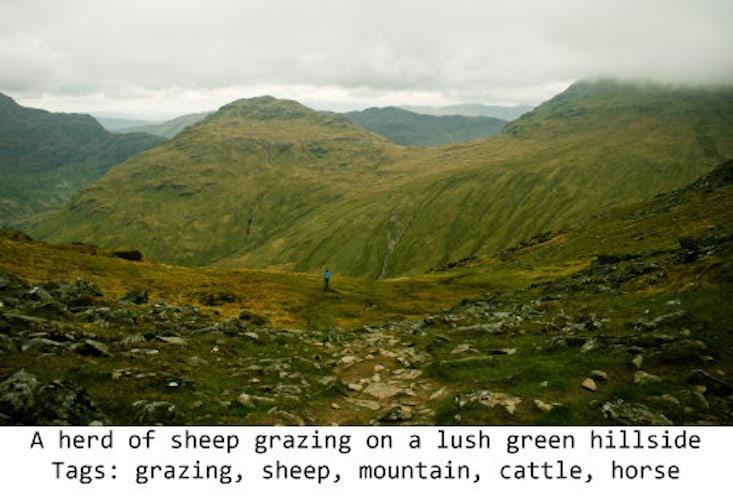 A herd of sheep grazing on a lush green hillside
Tags: grazing, sheep, mountain, cattle, horse